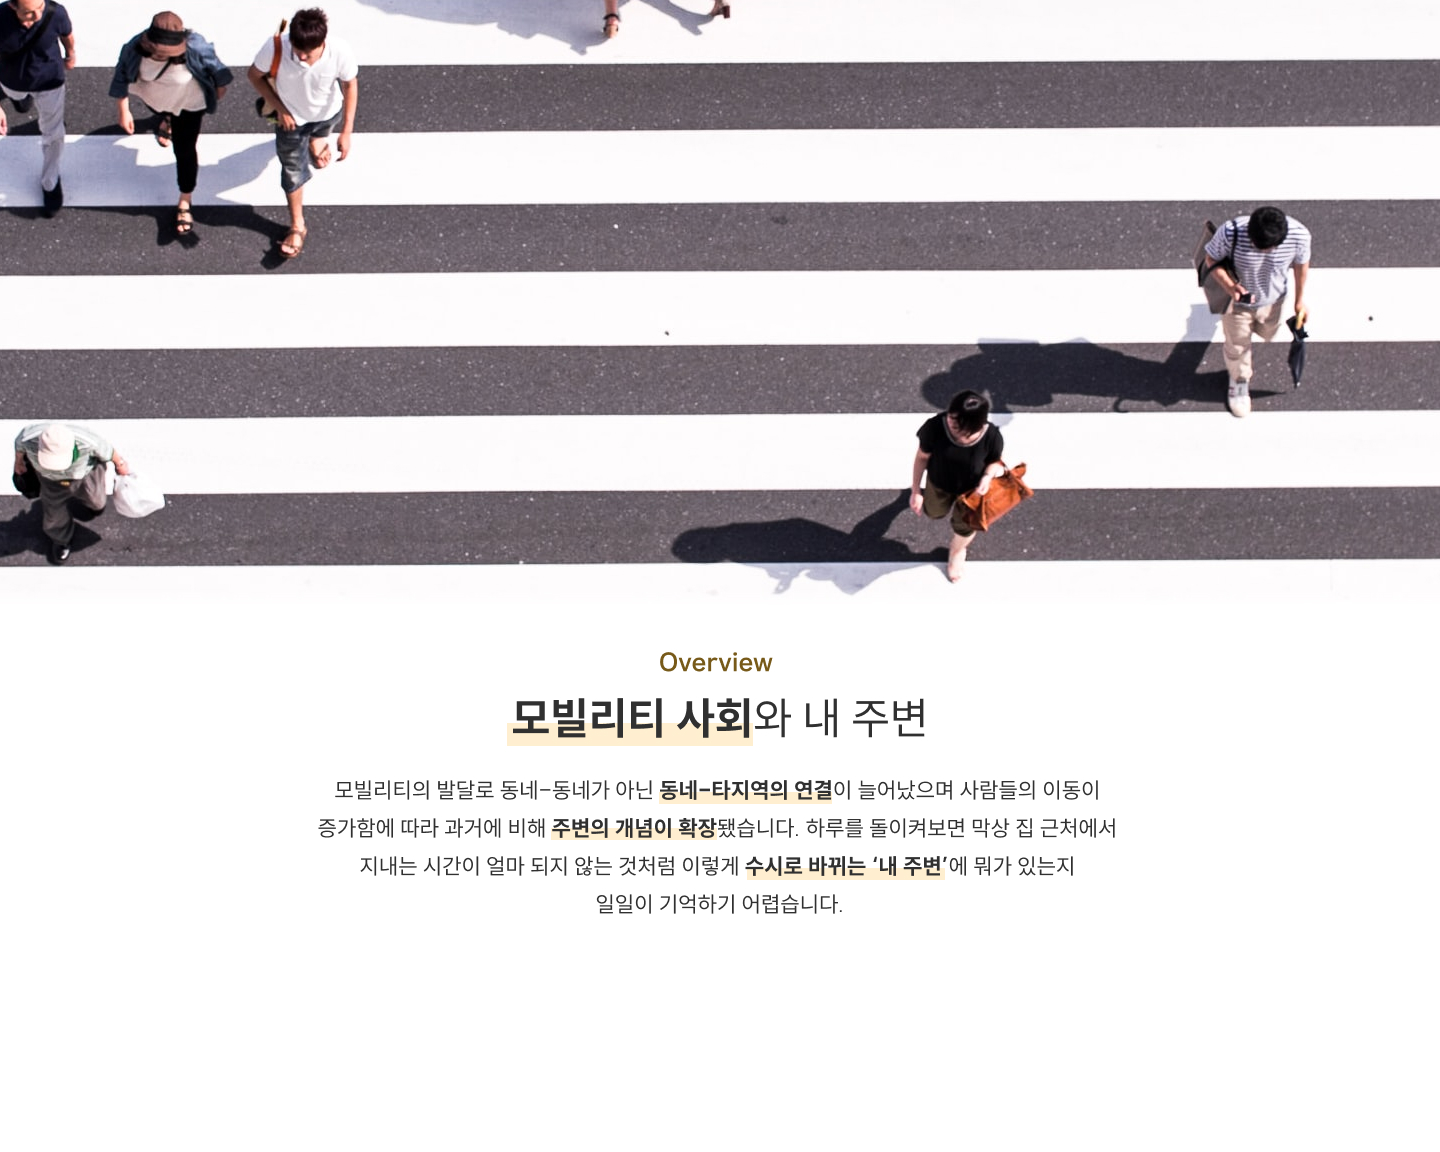 Overview
모빌리티 사회와 내 주변
모빌리티의 발달로 동네–동네가 아닌 동네–타지역의 연결이 늘어났으며 사람들의 이동이
증가함에 따라 과거에 비해 주변의 개념이 확장됐습니다. 하루를 돌이켜보면 막상 집 근처에서
지내는 시간이 얼마 되지 않는 것처럼 이렇게 수시로 바뀌는 ‘내 주변’에 뭐가 있는지
일일이 기억하기 어렵습니다.